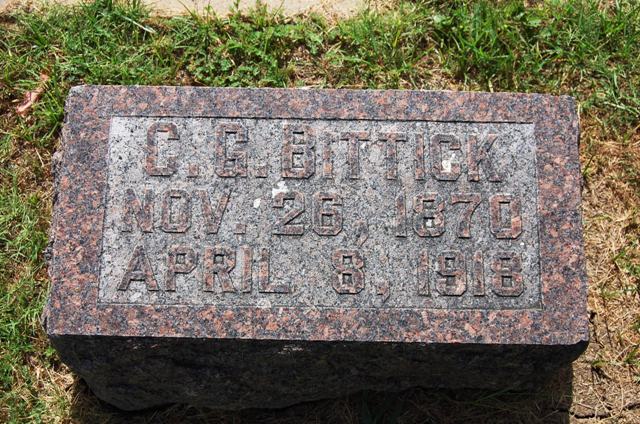 C. G. BITTICK
NOV. 26, 1870
APRIL 8, 1918